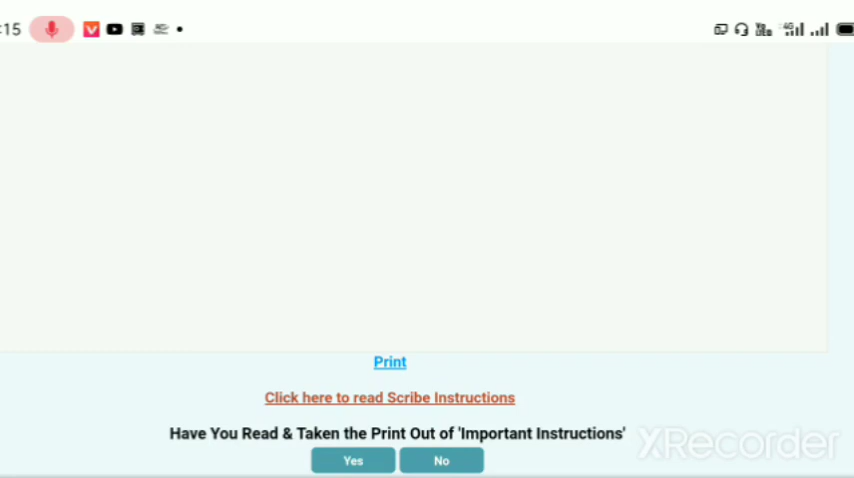 :15
4G
Print
Click here to read Scribe Instructions
Have You Read & Taken the Print Out of 'Important Instructions'
XRecorder
Yes No